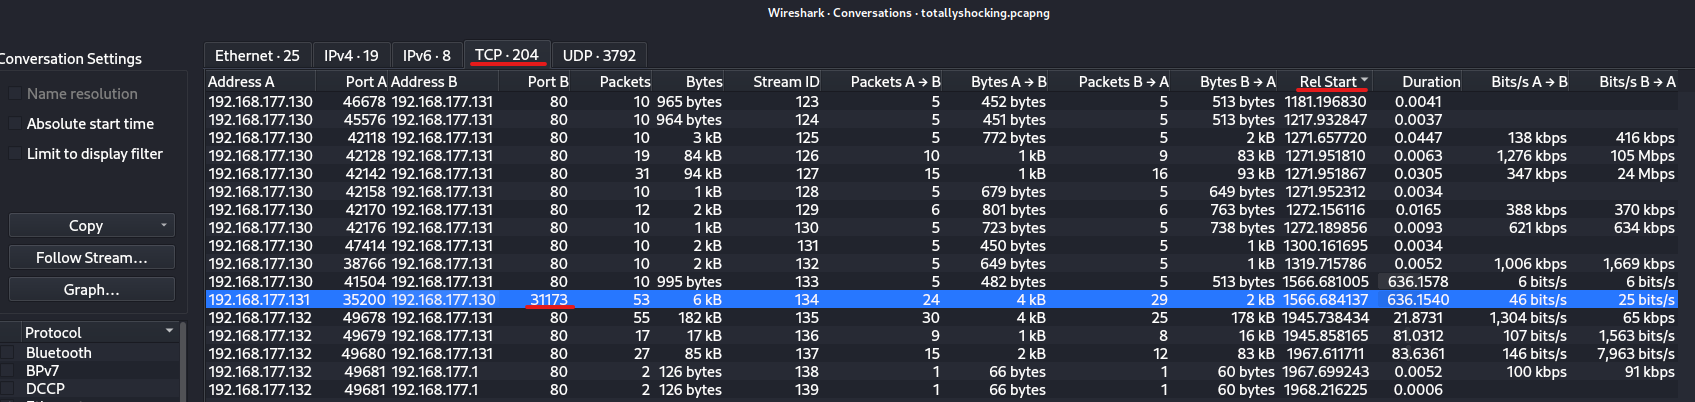 Wireshark · Conversations · totallyshocking.pcapng
Conversation Settings
Name resolution
Absolute start time
Limit to display filter
Copy
Follow Stream...
Graph...
Protocol
Bluetooth
BPv7
DCCP
Ethernet · 25 IPv4 · 19 IPv6 · 8 TCP · 204 UDP · 3792
Address A Port A Address B Port B Packets Bytes Stream ID Packets A → B Bytes A → B Packets B → A Bytes B → A Rel Start Duration Bits/s A → B Bits/s B → A
192.168.177.130 46678 192.168.177.131 80 10 965 bytes 123 5 452 bytes 5 513 bytes 1181.196830 0.0041
192.168.177.130 45576 192.168.177.131 80 10 964 bytes 124 5 451 bytes 5 513 bytes 1217.932847 0.0037
192.168.177.130 42118 192.168.177.131 80 10 3 kB 125 5 772 bytes 5 2 kB 1271.657720 0.0447 138 kbps 416 kbps
192.168.177.130 42128 192.168.177.131 80 19 84 kB 126 10 1 kB 9 83 kB 1271.951810 0.0063 1,276 kbps 105 Mbps
192.168.177.130 42142 192.168.177.131 80 31 94 kB 127 15 1 kB 16 93 kB 1271.951867 0.0305 347 kbps 24 Mbps
192.168.177.130 42158 192.168.177.131 80 10 1 kB 128 5 679 bytes 5 649 bytes 1271.952312 0.0034
192.168.177.130 42170 192.168.177.131 80 12 2 kB 129 6 801 bytes 6 763 bytes 1272.156116 0.0165 388 kbps 370 kbps
192.168.177.130 42176 192.168.177.131 80 10 1 kB 130 5 723 bytes 5 738 bytes 1272.189856 0.0093 621 kbps 634 kbps
192.168.177.130 47414 192.168.177.131 80 10 2 kB 131 5 450 bytes 5 1 kB 1300.161695 0.0034
192.168.177.130 38766 192.168.177.131 80 10 2 kB 132 5 649 bytes 5 1 kB 1319.715786 0.0052 1,006 kbps 1,669 kbps
192.168.177.130 41504 192.168.177.131 80 10 995 bytes 133 5 482 bytes 5 513 bytes 1566.681005 636.1578 6 bits/s 6 bits/s
192.168.177.131 35200 192.168.177.130 31173 53 6 kB 134 24 4 kB 29 2 kB 1566.684137 636.1540 46 bits/s 25 bits/s
192.168.177.132 49678 192.168.177.131 80 55 182 kB 135 30 4 kB 25 178 kB 1945.738434 21.8731 1,304 bits/s 65 kbps
192.168.177.132 49679 192.168.177.131 80 17 17 kB 136 9 1 kB 8 16 kB 1945.858165 81.0312 107 bits/s 1,563 bits/s
192.168.177.132 49680 192.168.177.131 80 27 85 kB 137 15 2 kB 12 83 kB 1967.611711 83.6361 146 bits/s 7,963 bits/s
192.168.177.132 49681 192.168.177.1 80 2 126 bytes 138 1 66 bytes 1 60 bytes 1967.699243 0.0052 100 kbps 91 kbps
192.168.177.132 49681 192.168.177.1 80 2 126 bytes 139 1 66 bytes 1 60 bytes 1968.216225 0.0006